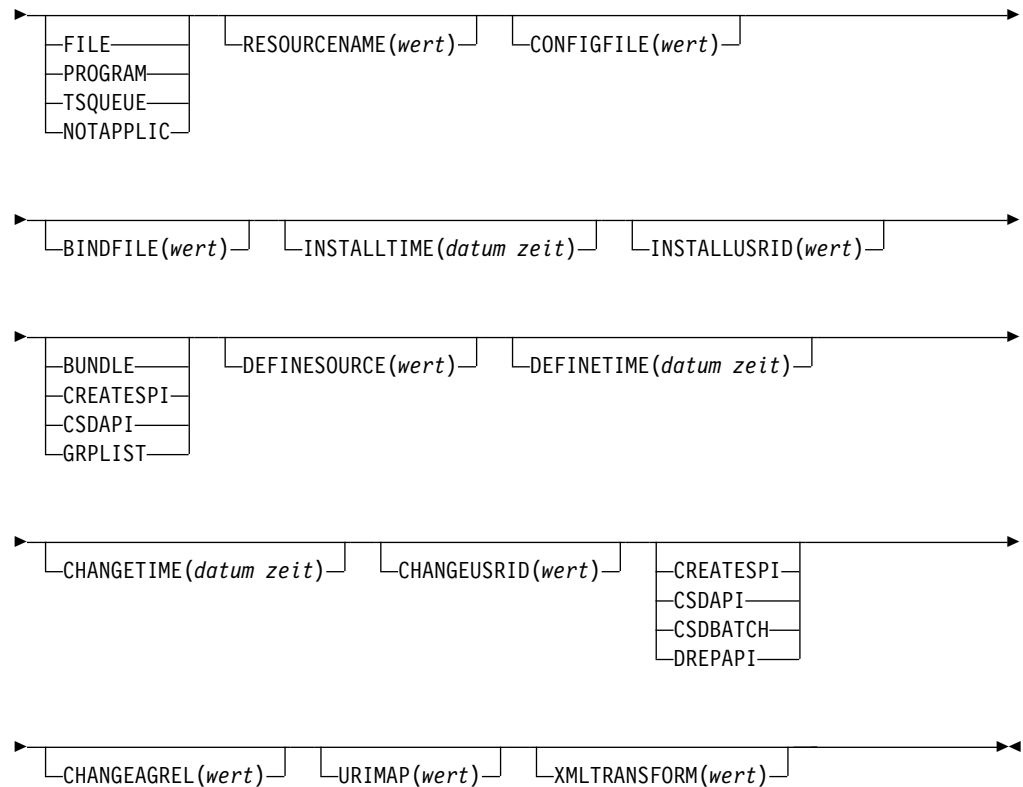 FILE RESOURCENAME(wert) CONFIGFILE(wert)
PROGRAM
TSQUEUE
NOTAPPLIC
BINDFILE(wert) INSTALLTIME(datum zeit) INSTALLUSRID(wert)
BUNDLE DEFINESOURCE(wert) DEFINETIME(datum zeit)
CREATESPI
CSDAPI
GRPLIST
CHANGETIME(datum zeit) CHANGEUSRID(wert) CREATESPI
CSDAPI
CSDBATCH
DREPAPI
CHANGEAGREL(wert) URIMAP(wert) XMLTRANSFORM(wert)